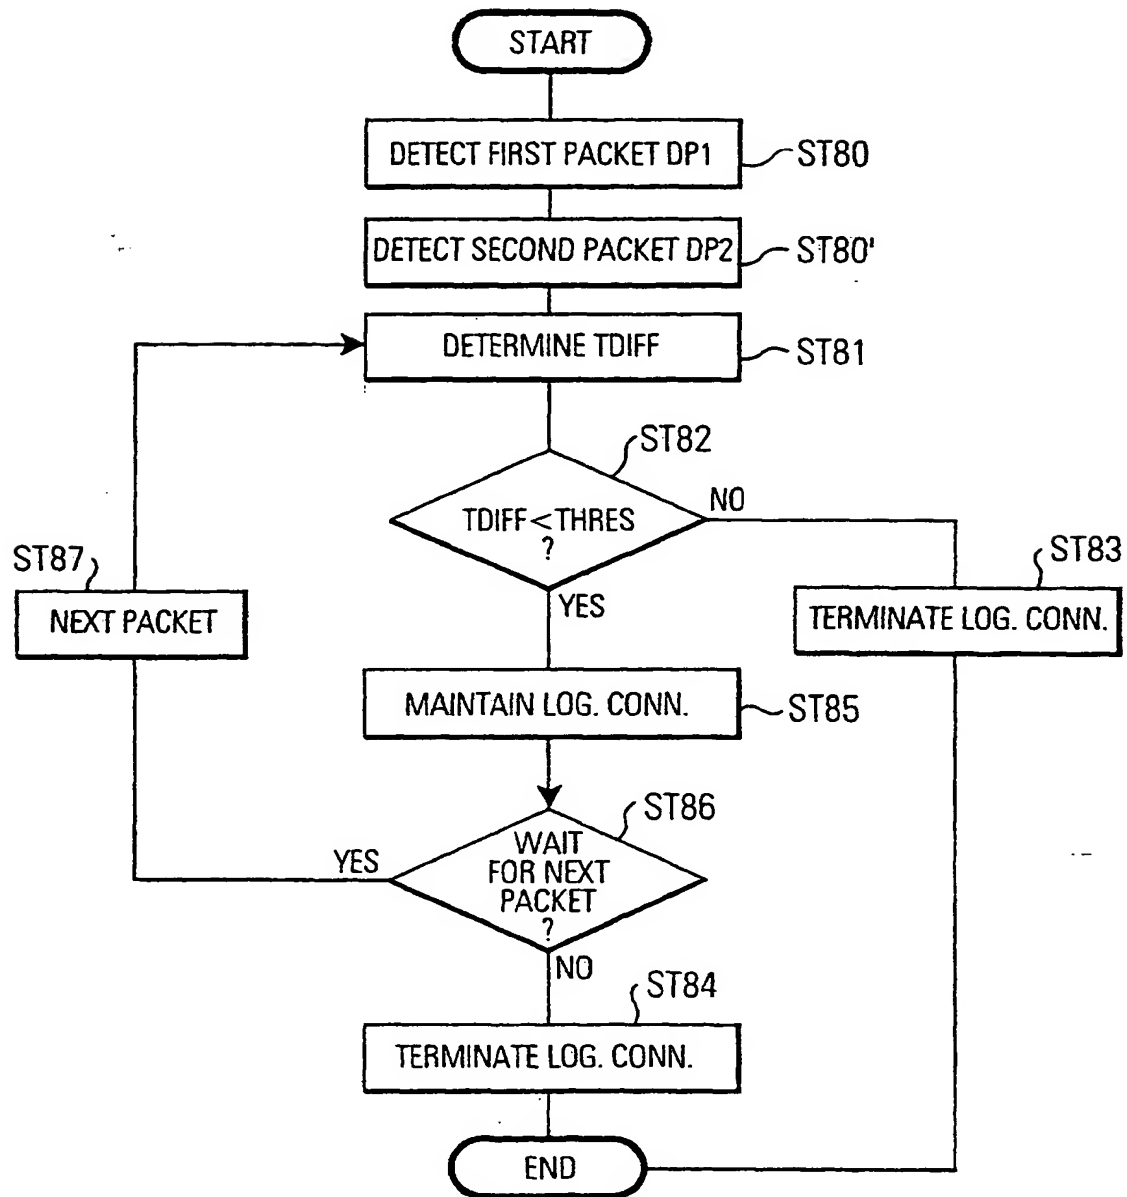 START
DETECT FIRST PACKET DP1
ST80
DETECT SECOND PACKET DP2
ST80'
DETERMINE TDIFF
ST81
ST82
TDIFF<THRES
?
NO
YES
ST87
NEXT PACKET
ST83
TERMINATE LOG. CONN.
MAINTAIN LOG. CONN.
ST85
ST86
WAIT
FOR NEXT
PACKET
?
YES
NO
ST84
TERMINATE LOG. CONN.
END